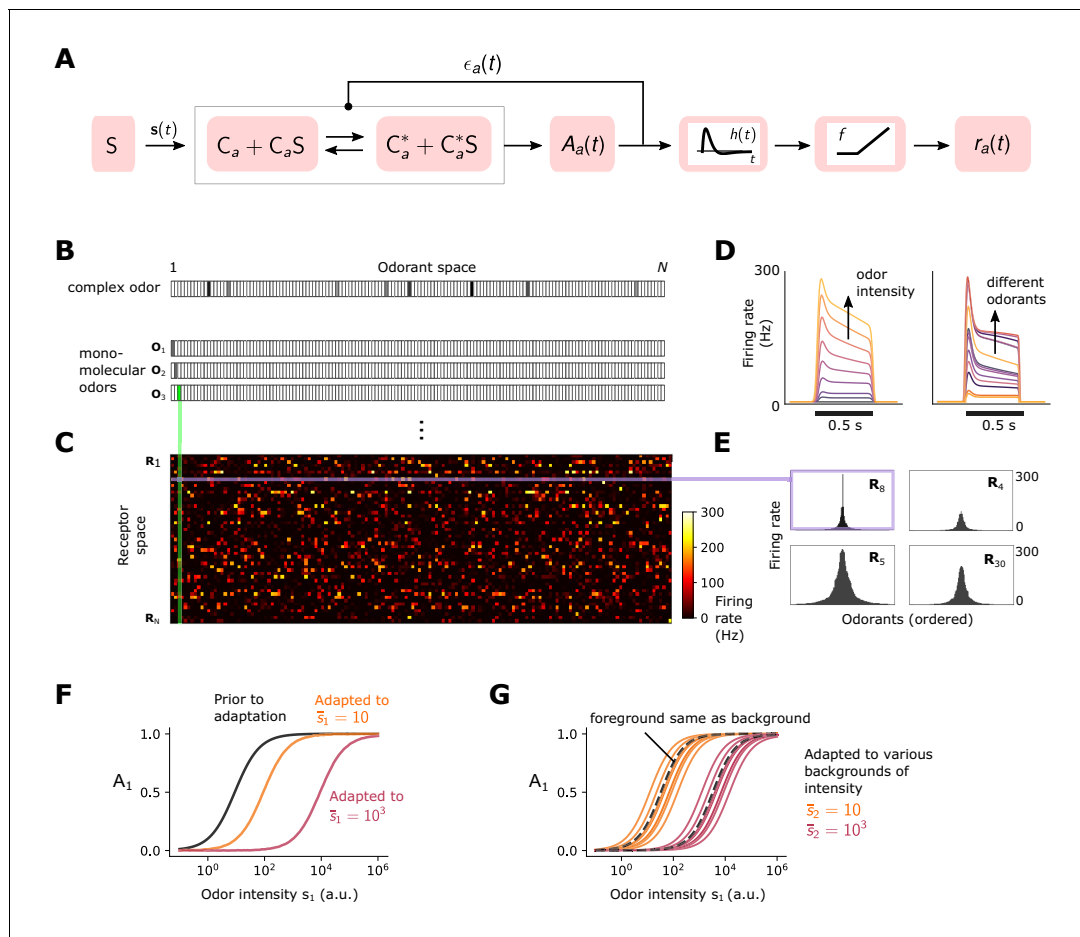 A
ϵa(t)
S
s(t)
Ca + CaS
C*a + C*aS
Aa(t)
h(t)
t
f
ra(t)
B
1
Odorant space
N
complex odor
mono-
molecular
odors
O1
O2
O3
...
C
R1
Receptor
space
RN
300
200
100
0
Firing
rate
(Hz)
D
300
Firing rate
(Hz)
0
odor
intensity
0.5 s
different
odorants
0.5 s
E
Firing rate
R8
R4
300
0
R5
R30
300
0
Odorants (ordered)
F
Prior to
adaptation
Adapted to
s̄1 = 10
Adapted to
s̄1 = 10³
A1
1.0
0.5
0.0
10⁰
10²
10⁴
10⁶
Odor intensity s1 (a.u.)
G
foreground same as background
A1
1.0
0.5
0.0
10⁰
10²
10⁴
10⁶
Odor intensity s1 (a.u.)
Adapted to various
backgrounds of
intensity
s̄2 = 10
s̄2 = 10³